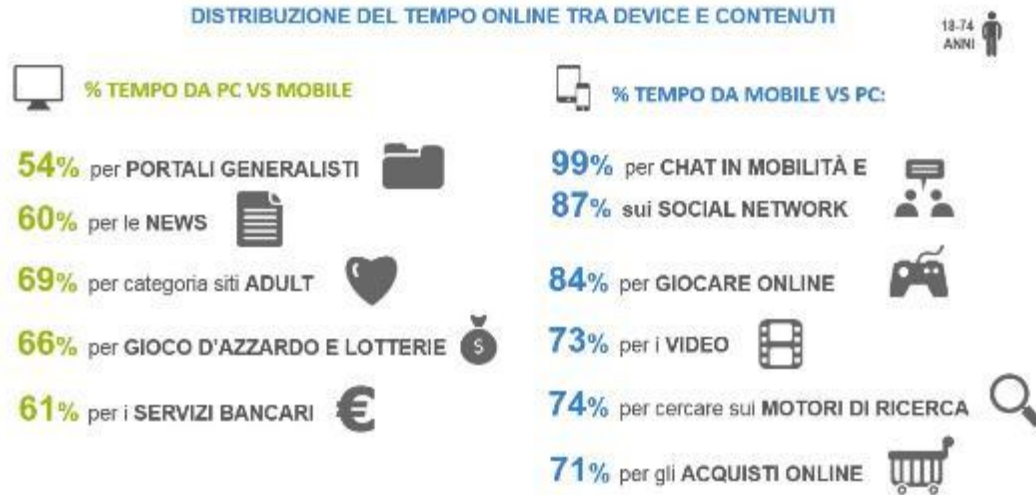 DISTRIBUZIONE DEL TEMPO ONLINE TRA DEVICE E CONTENUTI
18-74
ANNI
% TEMPO DA PC VS MOBILE
54% per PORTALI GENERALISTI
60% per le NEWS
69% per categoria siti ADULT
66% per GIOCO D'AZZARDO E LOTTERIE
$
61% per i SERVIZI BANCARI
€
% TEMPO DA MOBILE VS PC:
99% per CHAT IN MOBILITÀ E
87% sui SOCIAL NETWORK
84% per GIOCARE ONLINE
73% per i VIDEO
74% per cercare sui MOTORI DI RICERCA
71% per gli ACQUISTI ONLINE